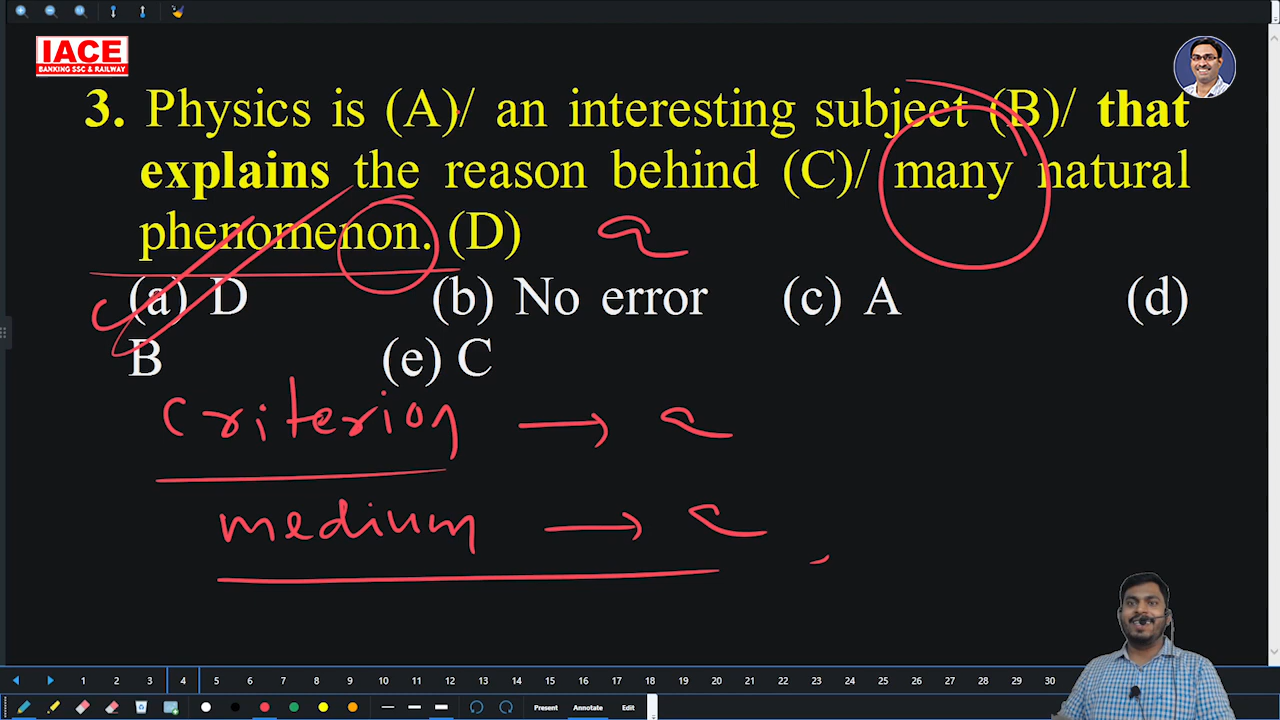 IACE
BANKING SSC & RAILWAY
3. Physics is (A)/ an interesting subject (B)/ that
explains the reason behind (C)/ many natural
phenomenon. (D) a
(a) D (b) No error (c) A (d)
B (e) C
criterion → a
medium → a
1 2 3 4 5 6 7 8 9 10 11 12 13 14 15 16 17 18 19 20 21 22 23 24 25 26 27 28 29 30
Present Annotate Edit